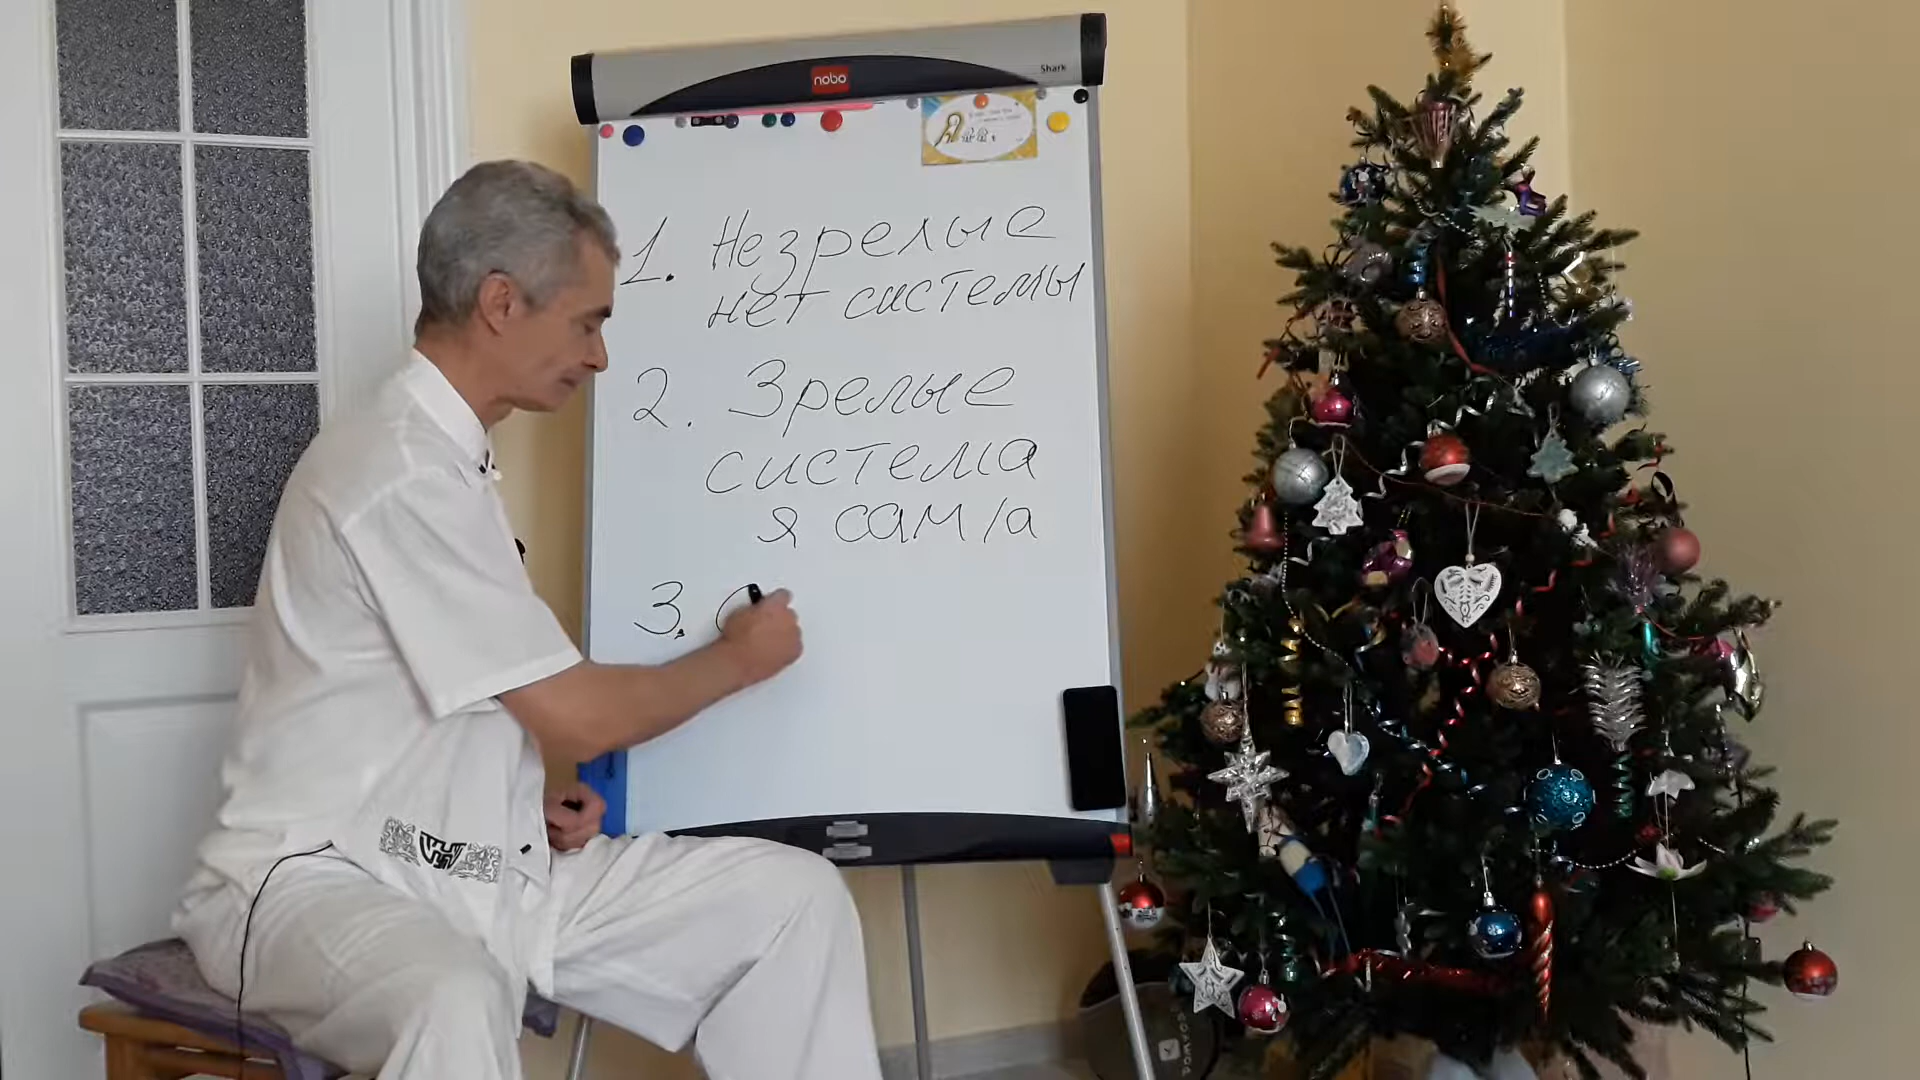 nobo
Shark
1. Незрелые
нет системы
2. Зрелые
система
я сам/а
3. О